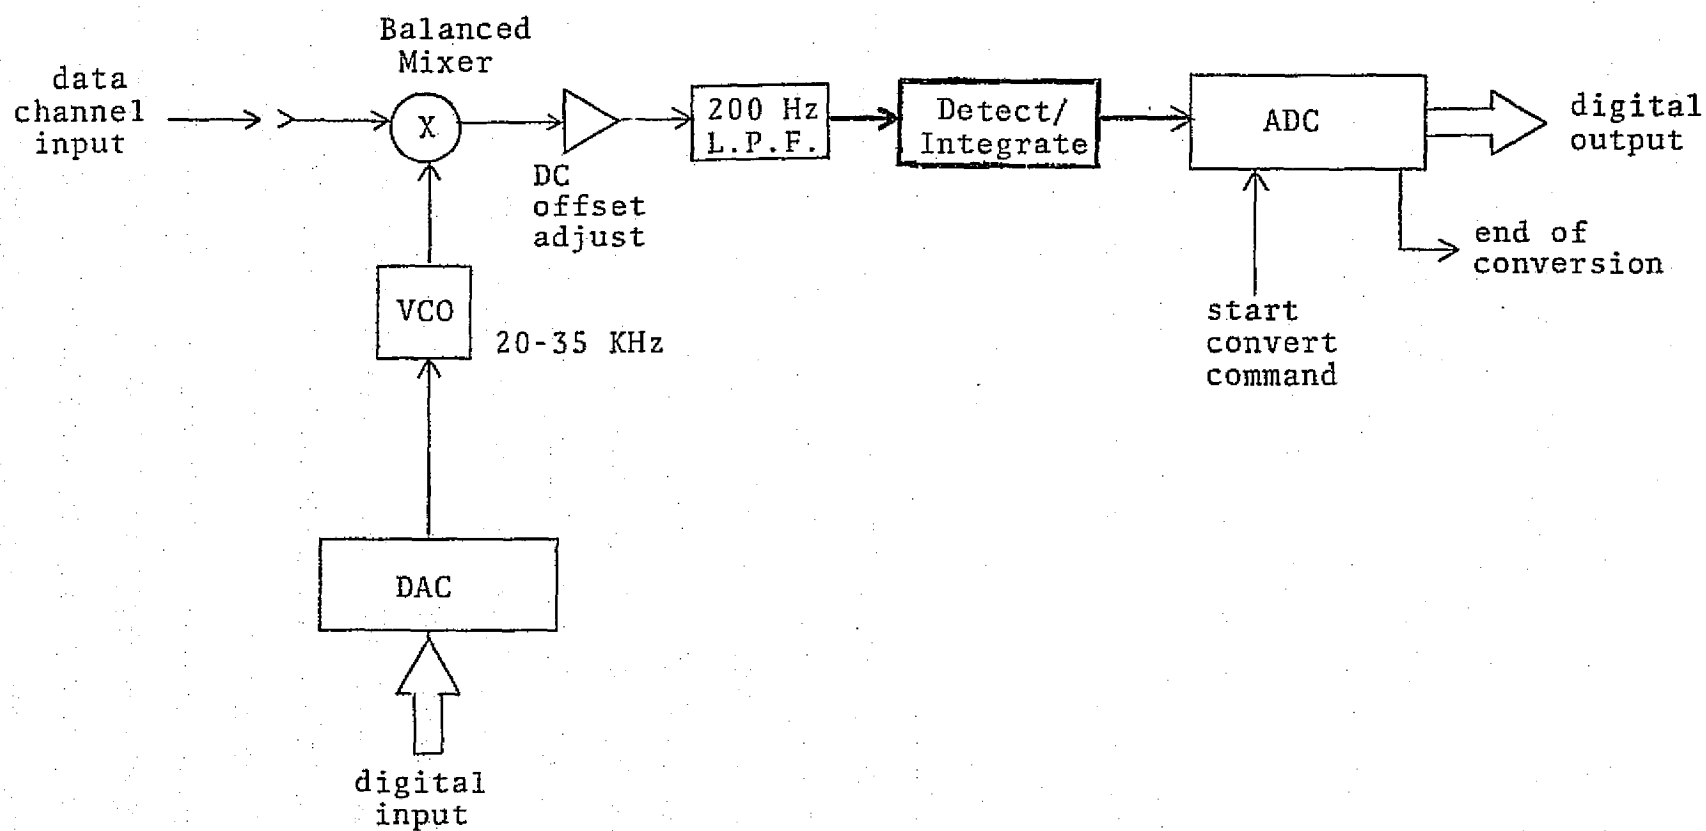 Balanced
Mixer
data
channel
input
X
DC
offset
adjust
200 Hz
L.P.F.
Detect/
Integrate
ADC
digital
output
end of
conversion
start
convert
command
VCO
20-35 KHz
DAC
digital
input